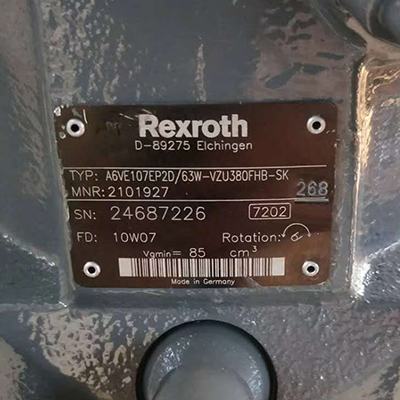 Rexroth
D-89275 Elchingen
TYP: A6VE107EP2D/63W-VZU380FHB-SK
MNR: 2101927 268
SN: 24687226 7202
FD: 10W07 Rotation:
Vgmin= 85 cm³
Made in Germany